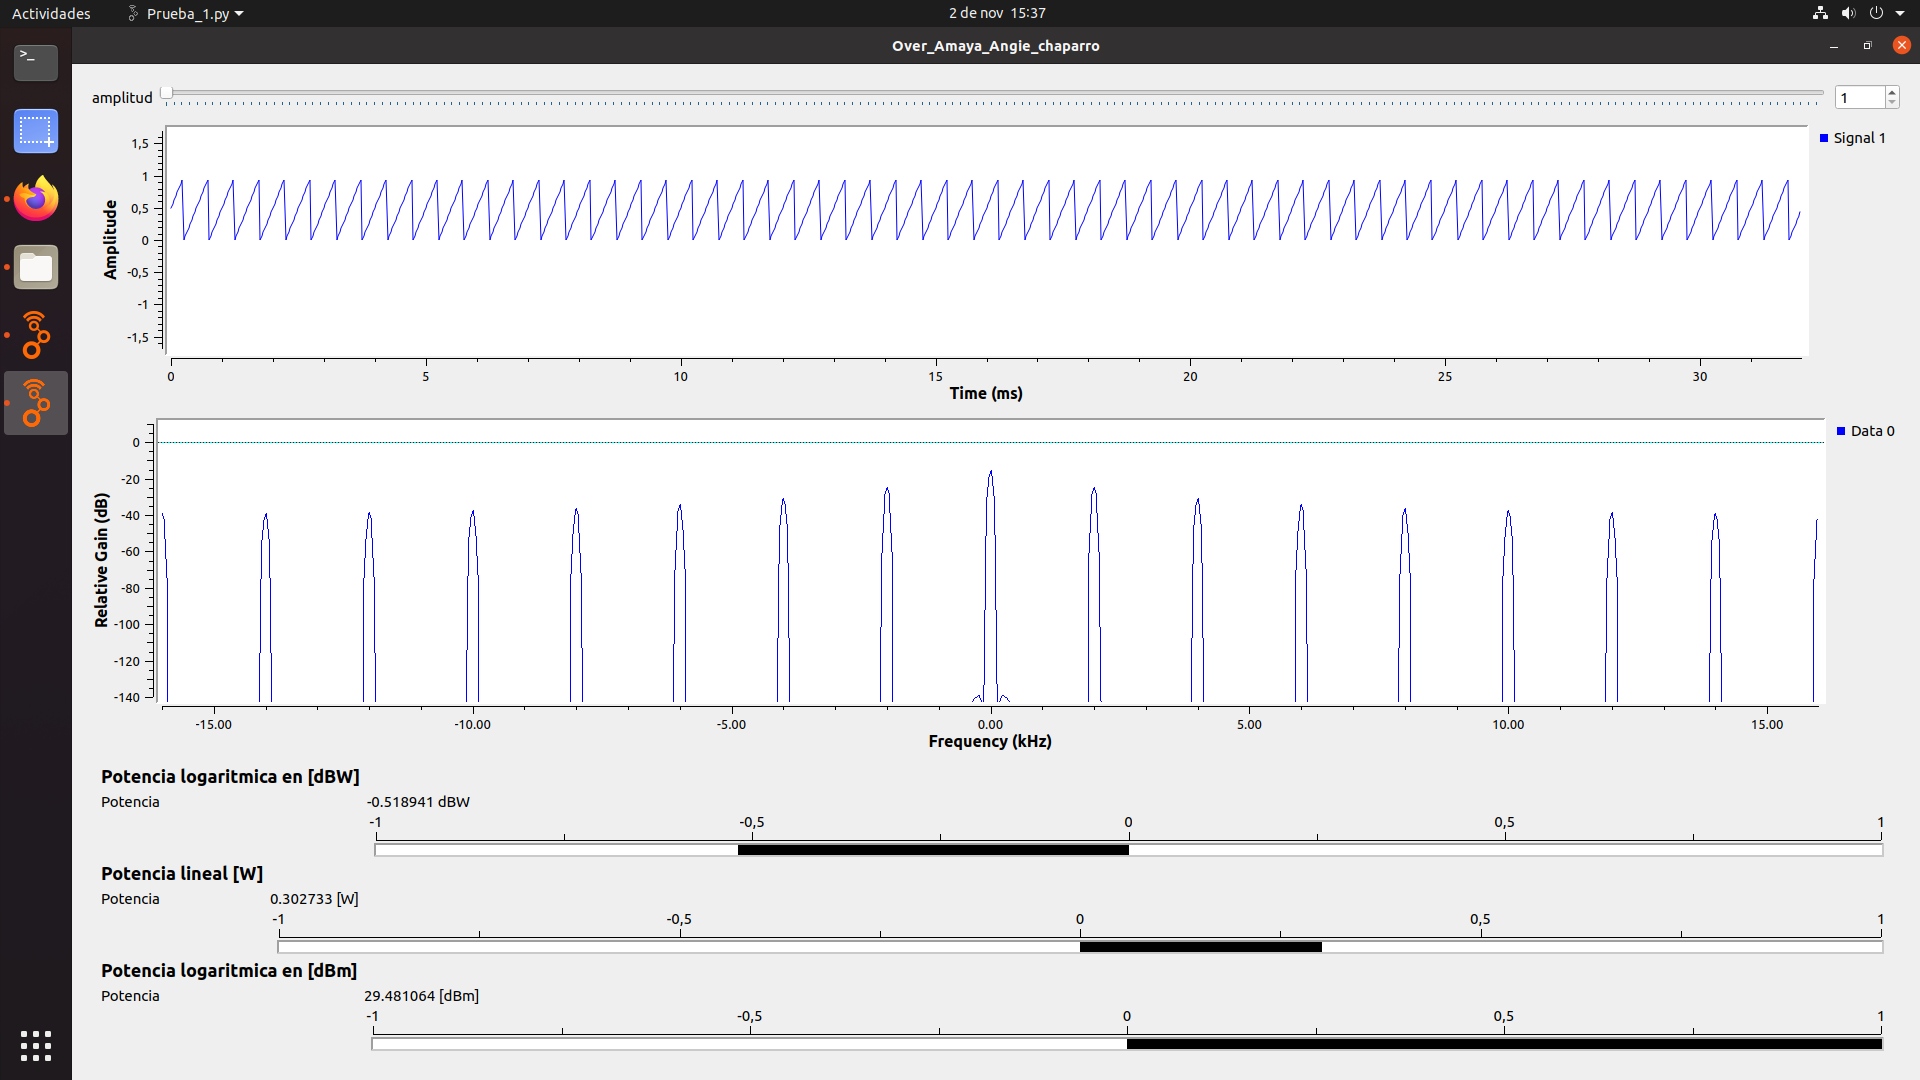 Actividades Prueba_1.py 2 de nov 15:37
Over_Amaya_Angie_chaparro
amplitud 1
Signal 1
1,5
1
0,5
0
-0,5
-1
-1,5
Amplitude
0 5 10 15 20 25 30
Time (ms)
Data 0
0
-20
-40
-60
-80
-100
-120
-140
Relative Gain (dB)
-15.00 -10.00 -5.00 0.00 5.00 10.00 15.00
Frequency (kHz)
Potencia logaritmica en [dBW]
Potencia -0.518941 dBW
-1 -0,5 0 0,5 1
Potencia lineal [W]
Potencia 0.302733 [W]
-1 -0,5 0 0,5 1
Potencia logaritmica en [dBm]
Potencia 29.481064 [dBm]
-1 -0,5 0 0,5 1